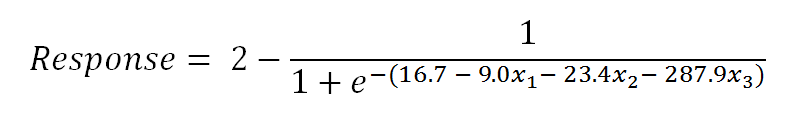 Response = 2 − 1 / (1 + e^−(16.7 − 9.0x₁ − 23.4x₂ − 287.9x₃))